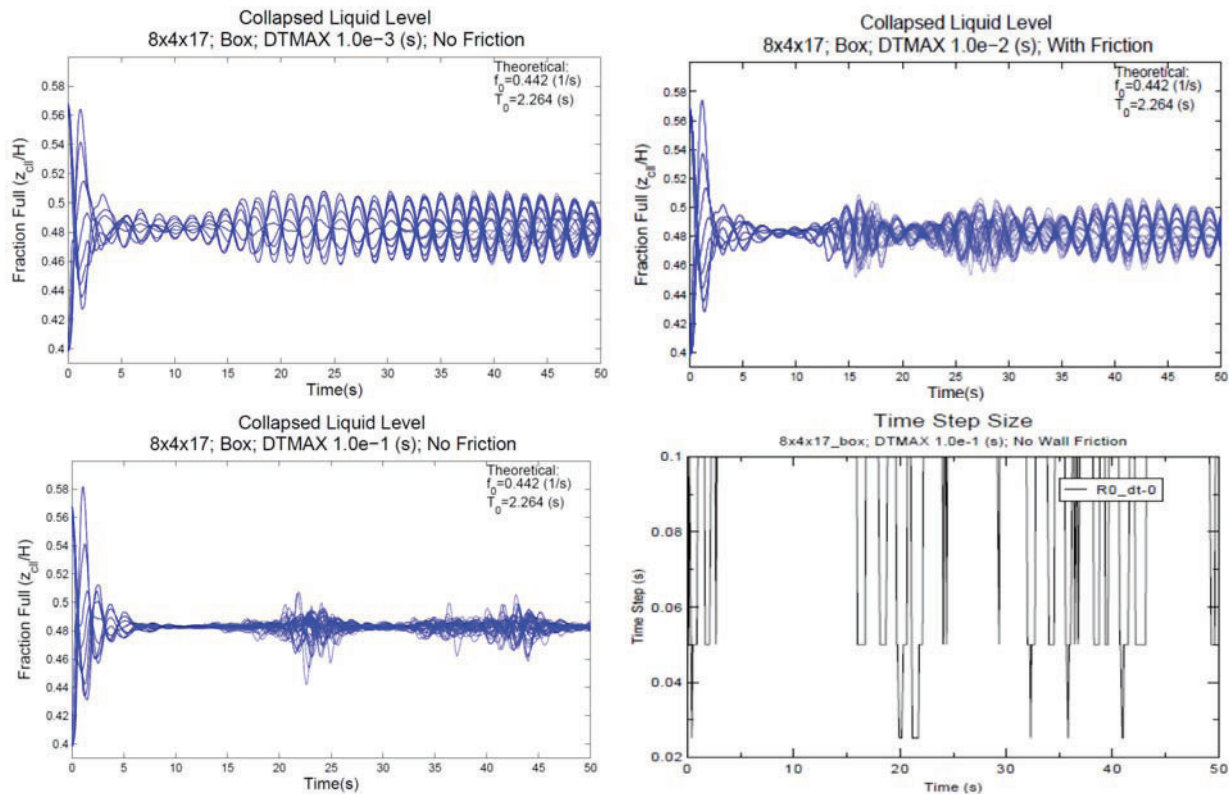 Collapsed Liquid Level
8x4x17; Box; DTMAX 1.0e−3 (s); No Friction
Theoretical:
f_0=0.442 (1/s)
T_0=2.264 (s)
Fraction Full (z_cll/H)
0.58
0.56
0.54
0.52
0.5
0.48
0.46
0.44
0.42
0.4
0 5 10 15 20 25 30 35 40 45 50
Time(s)
Collapsed Liquid Level
8x4x17; Box; DTMAX 1.0e−2 (s); With Friction
Theoretical:
f_0=0.442 (1/s)
T_0=2.264 (s)
Fraction Full (z_cll/H)
0.58
0.56
0.54
0.52
0.5
0.48
0.46
0.44
0.42
0.4
0 5 10 15 20 25 30 35 40 45 50
Time(s)
Collapsed Liquid Level
8x4x17; Box; DTMAX 1.0e−1 (s); No Friction
Theoretical:
f_0=0.442 (1/s)
T_0=2.264 (s)
Fraction Full (z_cll/H)
0.58
0.56
0.54
0.52
0.5
0.48
0.46
0.44
0.42
0.4
0 5 10 15 20 25 30 35 40 45 50
Time(s)
Time Step Size
8x4x17_box; DTMAX 1.0e-1 (s); No Wall Friction
R0_dt-0
Time Step (s)
0.1
0.08
0.06
0.04
0.02
0 10 20 30 40 50
Time (s)